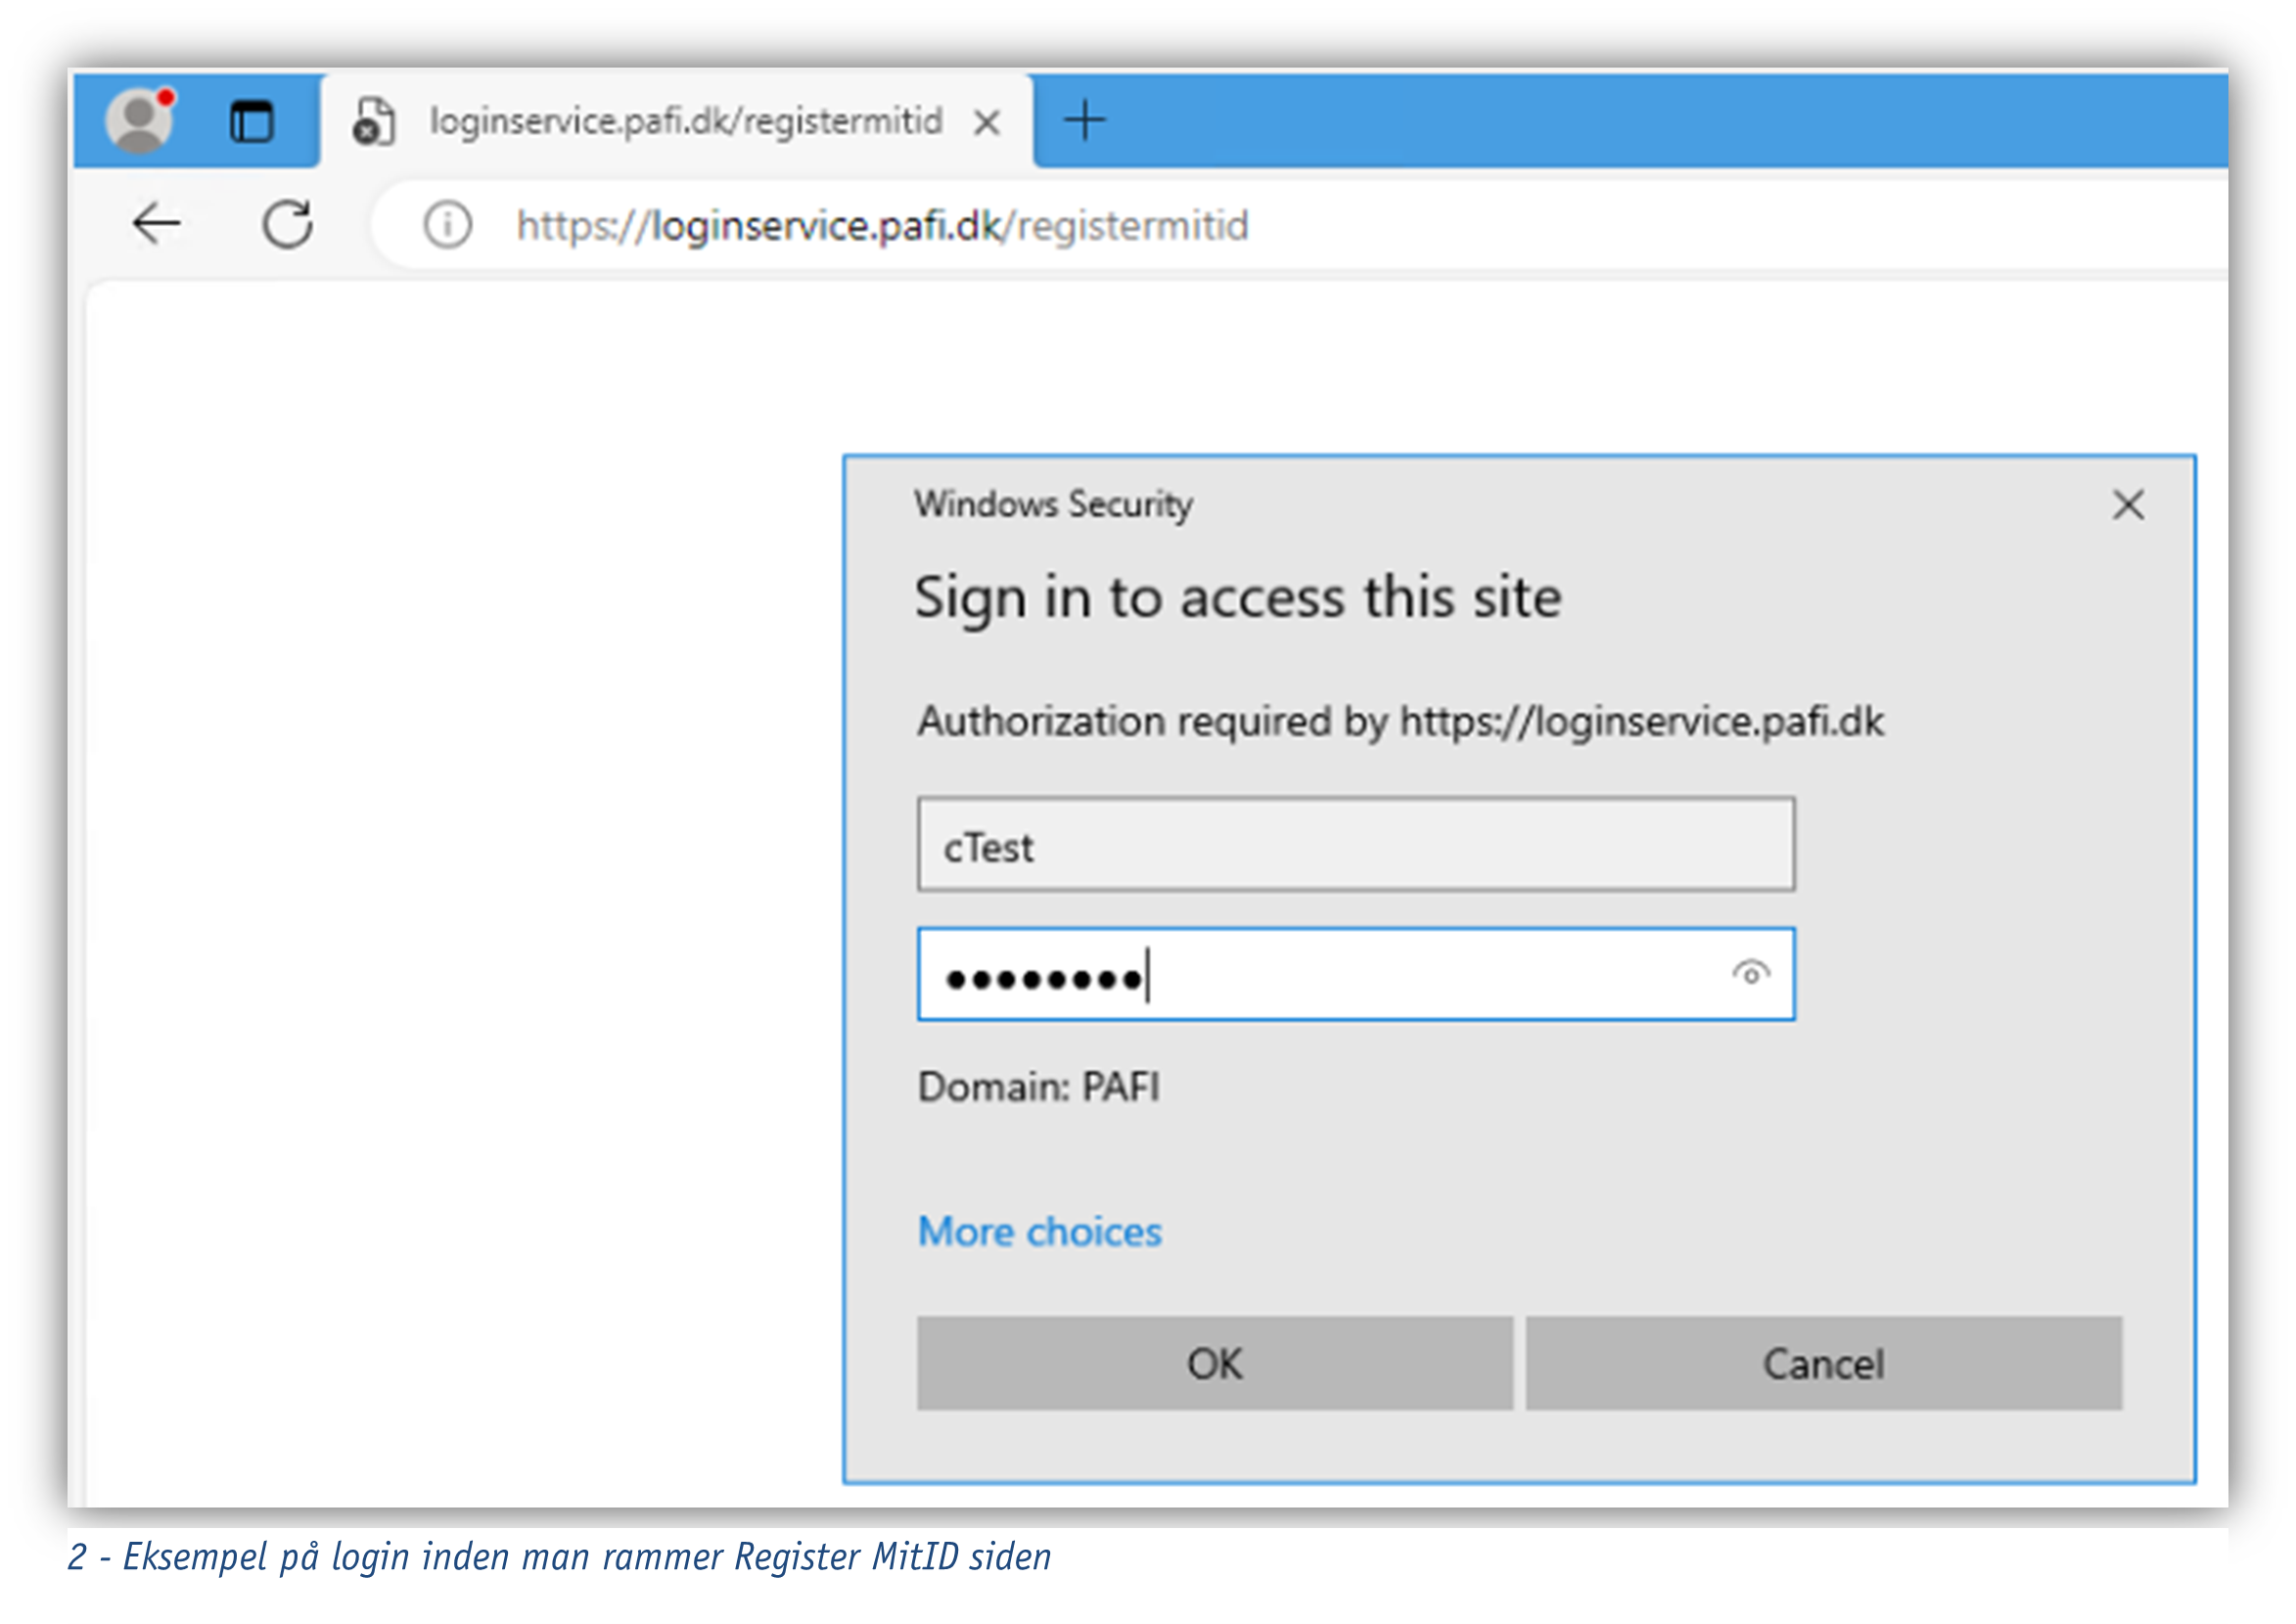 loginservice.pafi.dk/registermitid
https://loginservice.pafi.dk/registermitid
Windows Security
Sign in to access this site
Authorization required by https://loginservice.pafi.dk
cTest
••••••••
Domain: PAFI
More choices
OK
Cancel
2 - Eksempel på login inden man rammer Register MitID siden